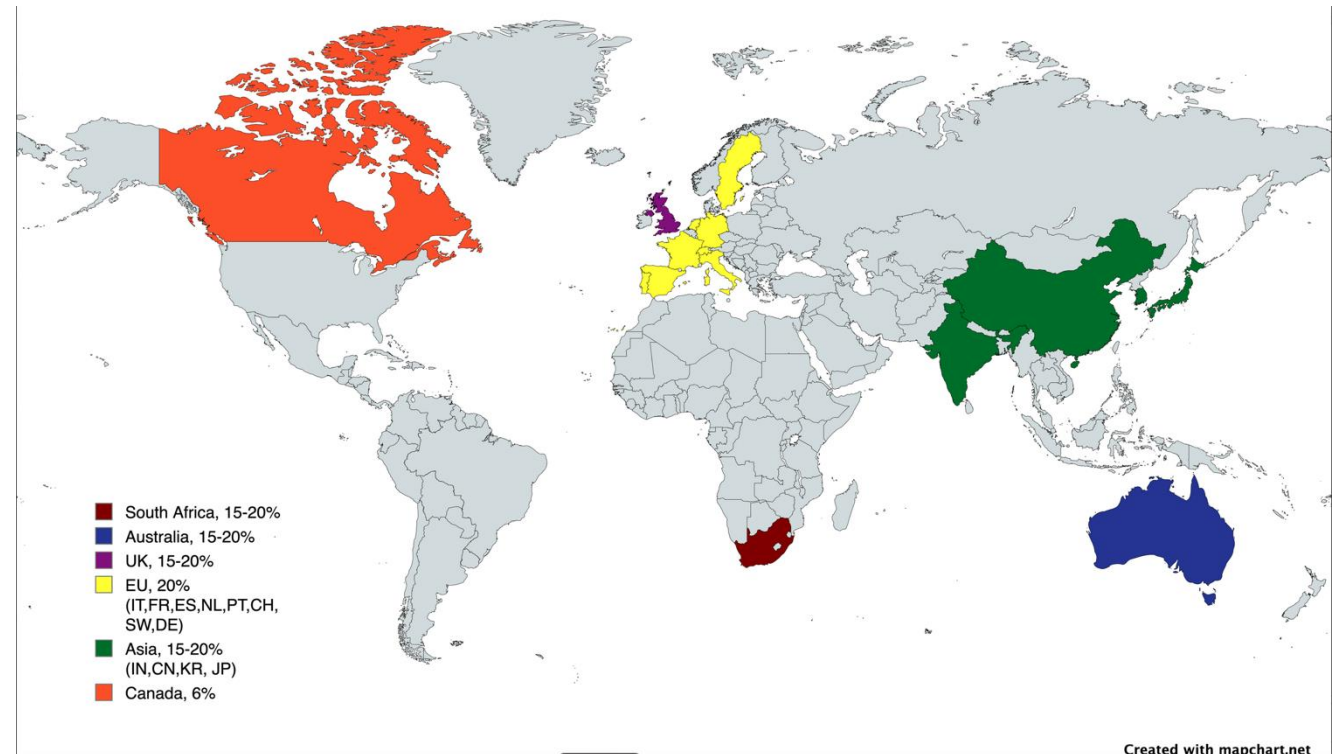 South Africa, 15-20%
Australia, 15-20%
UK, 15-20%
EU, 20%
(IT,FR,ES,NL,PT,CH,
SW,DE)
Asia, 15-20%
(IN,CN,KR, JP)
Canada, 6%
Created with mapchart.net